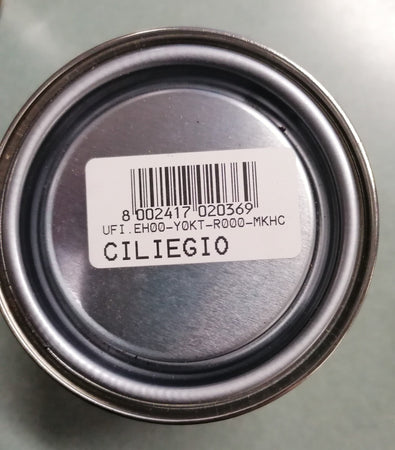 8 002417 020369
UFI.EH00-Y0KT-R000-MKHC
CILIEGIO